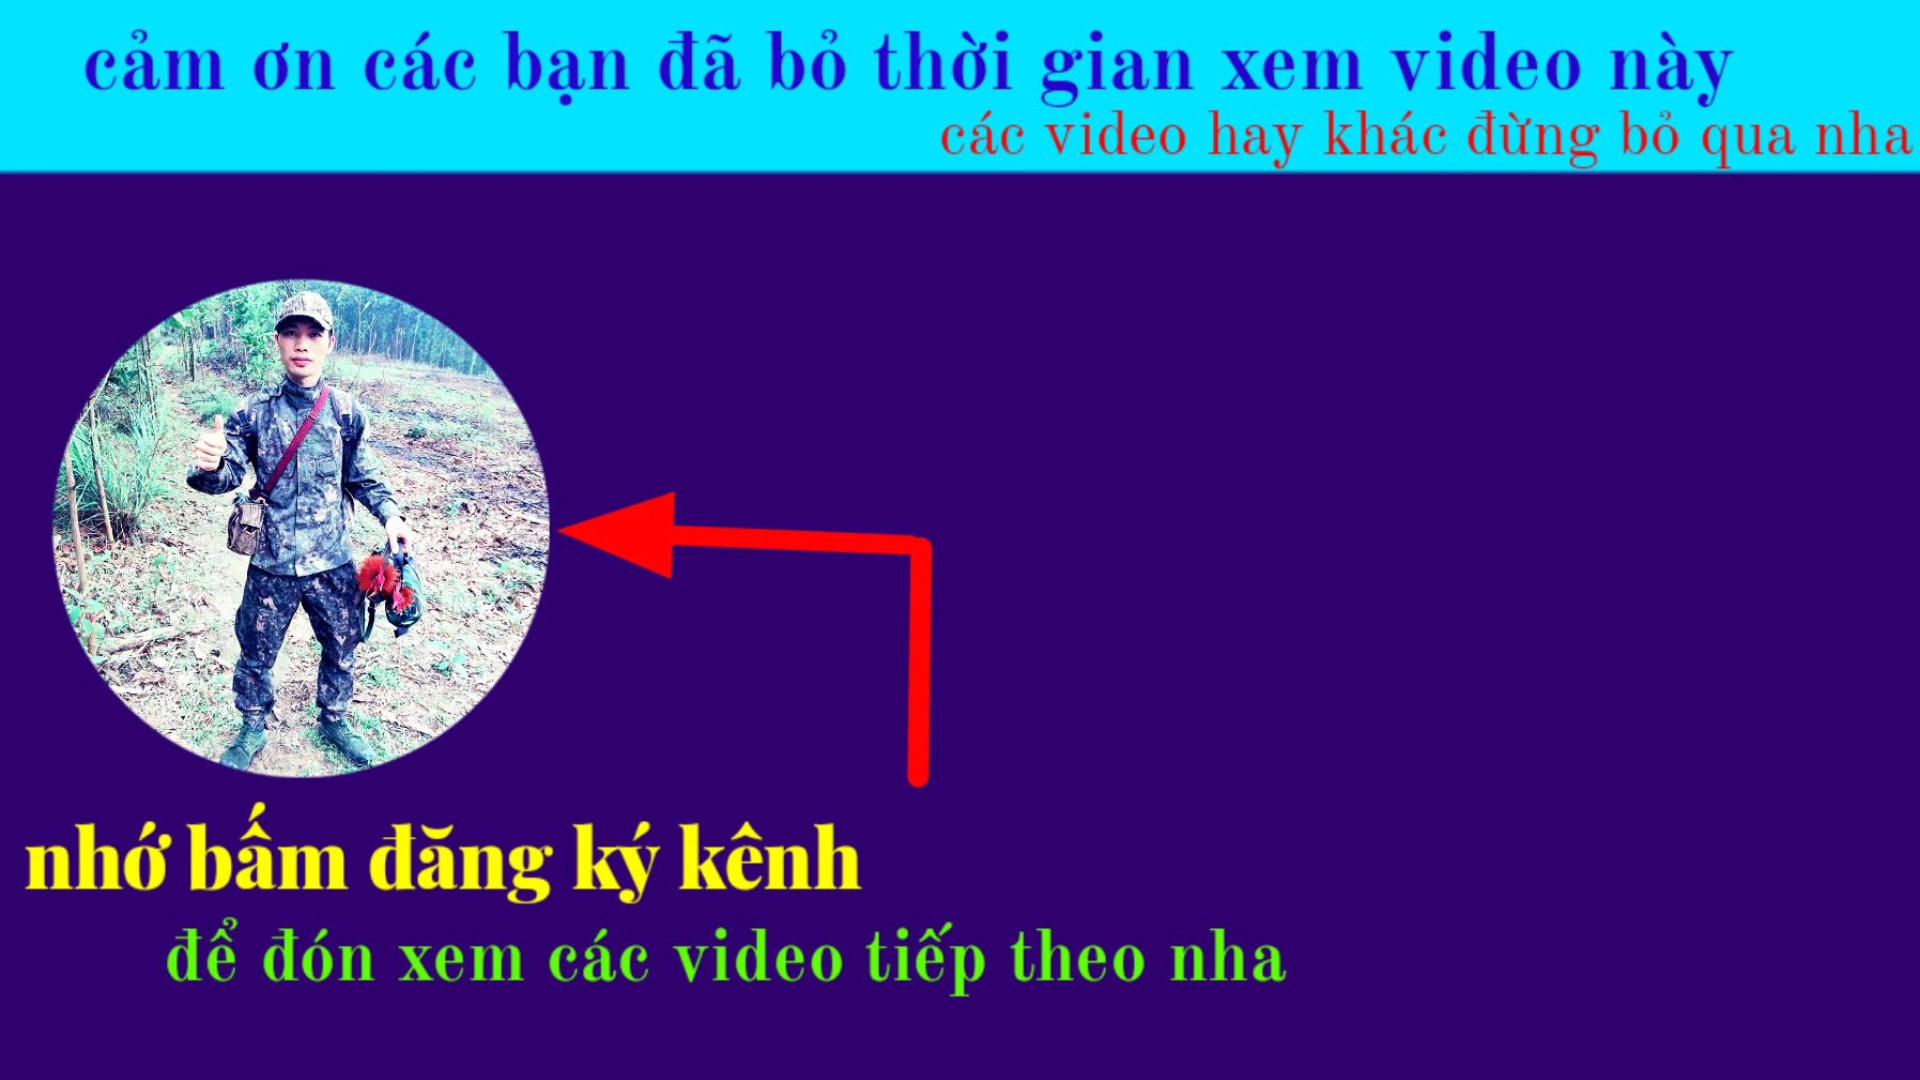 cảm ơn các bạn đã bỏ thời gian xem video này
các video hay khác đừng bỏ qua nha
nhớ bấm đăng ký kênh
để đón xem các video tiếp theo nha